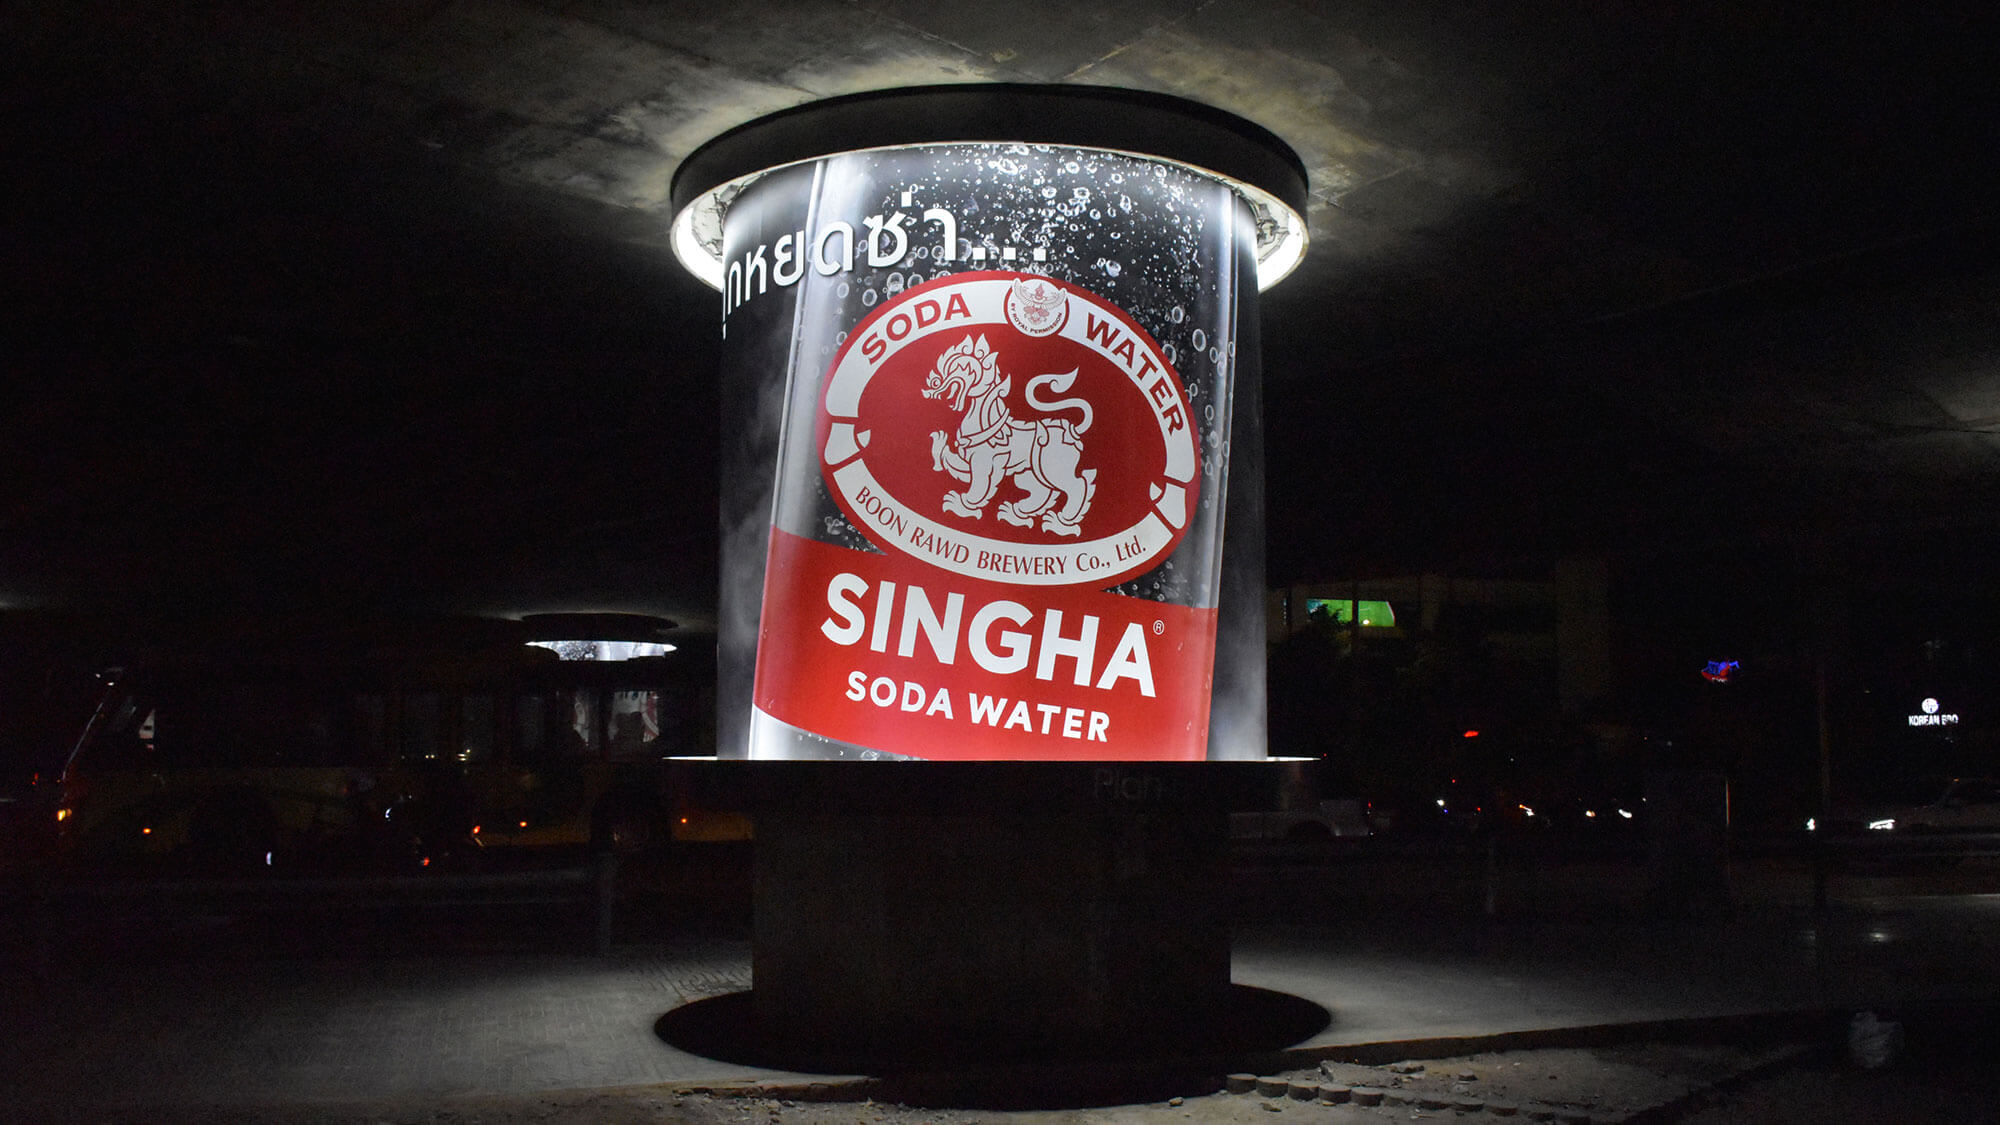 ทุกหยดซ่า...
SODA WATER
BY ROYAL PERMISSION
BOON RAWD BREWERY Co., Ltd.
SINGHA®
SODA WATER
Plan
KOREAN BBQ